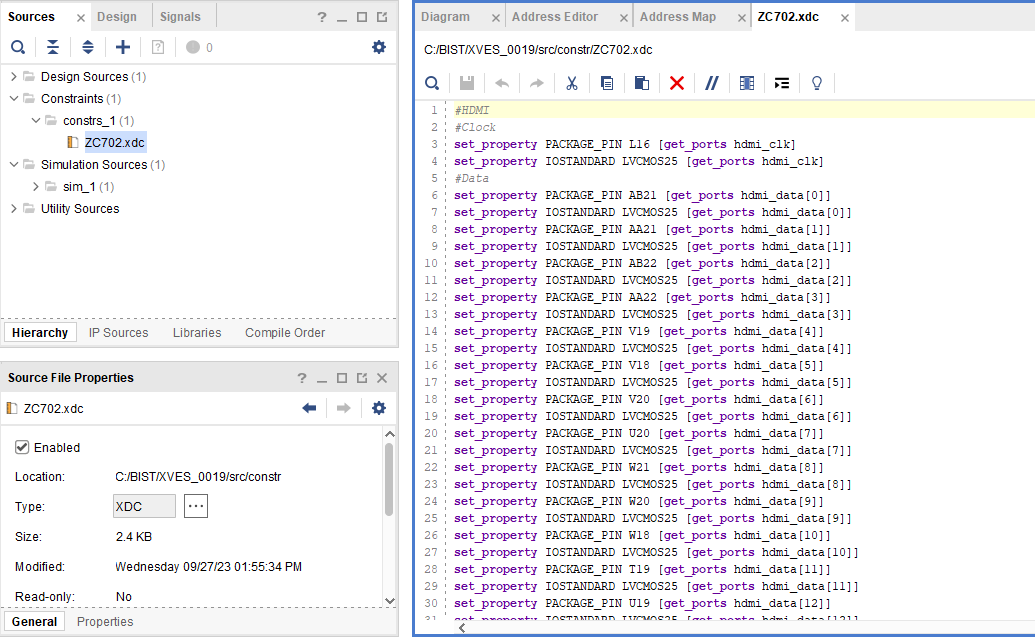 Sources
Design
Signals
?
0
Design Sources (1)
Constraints (1)
constrs_1 (1)
ZC702.xdc
Simulation Sources (1)
sim_1 (1)
Utility Sources
Hierarchy IP Sources Libraries Compile Order
Source File Properties
?
ZC702.xdc
Enabled
Location: C:/BIST/XVES_0019/src/constr
Type: XDC ...
Size: 2.4 KB
Modified: Wednesday 09/27/23 01:55:34 PM
Read-only: No
General Properties
Diagram Address Editor Address Map ZC702.xdc
C:/BIST/XVES_0019/src/constr/ZC702.xdc
1 #HDMI
2 #Clock
3 set_property PACKAGE_PIN L16 [get_ports hdmi_clk]
4 set_property IOSTANDARD LVCMOS25 [get_ports hdmi_clk]
5 #Data
6 set_property PACKAGE_PIN AB21 [get_ports hdmi_data[0]]
7 set_property IOSTANDARD LVCMOS25 [get_ports hdmi_data[0]]
8 set_property PACKAGE_PIN AA21 [get_ports hdmi_data[1]]
9 set_property IOSTANDARD LVCMOS25 [get_ports hdmi_data[1]]
10 set_property PACKAGE_PIN AB22 [get_ports hdmi_data[2]]
11 set_property IOSTANDARD LVCMOS25 [get_ports hdmi_data[2]]
12 set_property PACKAGE_PIN AA22 [get_ports hdmi_data[3]]
13 set_property IOSTANDARD LVCMOS25 [get_ports hdmi_data[3]]
14 set_property PACKAGE_PIN V19 [get_ports hdmi_data[4]]
15 set_property IOSTANDARD LVCMOS25 [get_ports hdmi_data[4]]
16 set_property PACKAGE_PIN V18 [get_ports hdmi_data[5]]
17 set_property IOSTANDARD LVCMOS25 [get_ports hdmi_data[5]]
18 set_property PACKAGE_PIN V20 [get_ports hdmi_data[6]]
19 set_property IOSTANDARD LVCMOS25 [get_ports hdmi_data[6]]
20 set_property PACKAGE_PIN U20 [get_ports hdmi_data[7]]
21 set_property IOSTANDARD LVCMOS25 [get_ports hdmi_data[7]]
22 set_property PACKAGE_PIN W21 [get_ports hdmi_data[8]]
23 set_property IOSTANDARD LVCMOS25 [get_ports hdmi_data[8]]
24 set_property PACKAGE_PIN W20 [get_ports hdmi_data[9]]
25 set_property IOSTANDARD LVCMOS25 [get_ports hdmi_data[9]]
26 set_property PACKAGE_PIN W18 [get_ports hdmi_data[10]]
27 set_property IOSTANDARD LVCMOS25 [get_ports hdmi_data[10]]
28 set_property PACKAGE_PIN T19 [get_ports hdmi_data[11]]
29 set_property IOSTANDARD LVCMOS25 [get_ports hdmi_data[11]]
30 set_property PACKAGE_PIN U19 [get_ports hdmi_data[12]]
31 set_property IOSTANDARD LVCMOS25 [get_ports hdmi_data[12]]